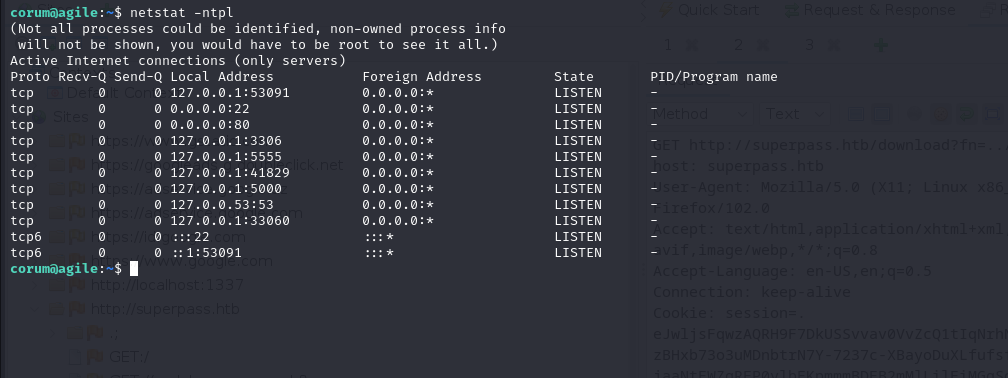 corum@agile:~$ netstat -ntpl
(Not all processes could be identified, non-owned process info
 will not be shown, you would have to be root to see it all.)
Active Internet connections (only servers)
Proto Recv-Q Send-Q Local Address           Foreign Address         State       PID/Program name
tcp        0      0 127.0.0.1:53091         0.0.0.0:*               LISTEN      -
tcp        0      0 0.0.0.0:22              0.0.0.0:*               LISTEN      -
tcp        0      0 0.0.0.0:80              0.0.0.0:*               LISTEN      -
tcp        0      0 127.0.0.1:3306          0.0.0.0:*               LISTEN      -
tcp        0      0 127.0.0.1:5555          0.0.0.0:*               LISTEN      -
tcp        0      0 127.0.0.1:41829         0.0.0.0:*               LISTEN      -
tcp        0      0 127.0.0.1:5000          0.0.0.0:*               LISTEN      -
tcp        0      0 127.0.0.53:53           0.0.0.0:*               LISTEN      -
tcp        0      0 127.0.0.1:33060         0.0.0.0:*               LISTEN      -
tcp6       0      0 :::22                   :::*                    LISTEN      -
tcp6       0      0 ::1:53091               :::*                    LISTEN      -
corum@agile:~$
Quick Start
Request & Response
1
2
3
Default
Sites
http://localhost:1337
http://superpass.htb
GET:/
Method
Text
GET http://superpass.htb/download?fn=..
host: superpass.htb
User-Agent: Mozilla/5.0 (X11; Linux x86_
Firefox/102.0
Accept: text/html,application/xhtml+xml
avif,image/webp,*/*;q=0.8
Accept-Language: en-US,en;q=0.5
Connection: keep-alive
Cookie: session=.